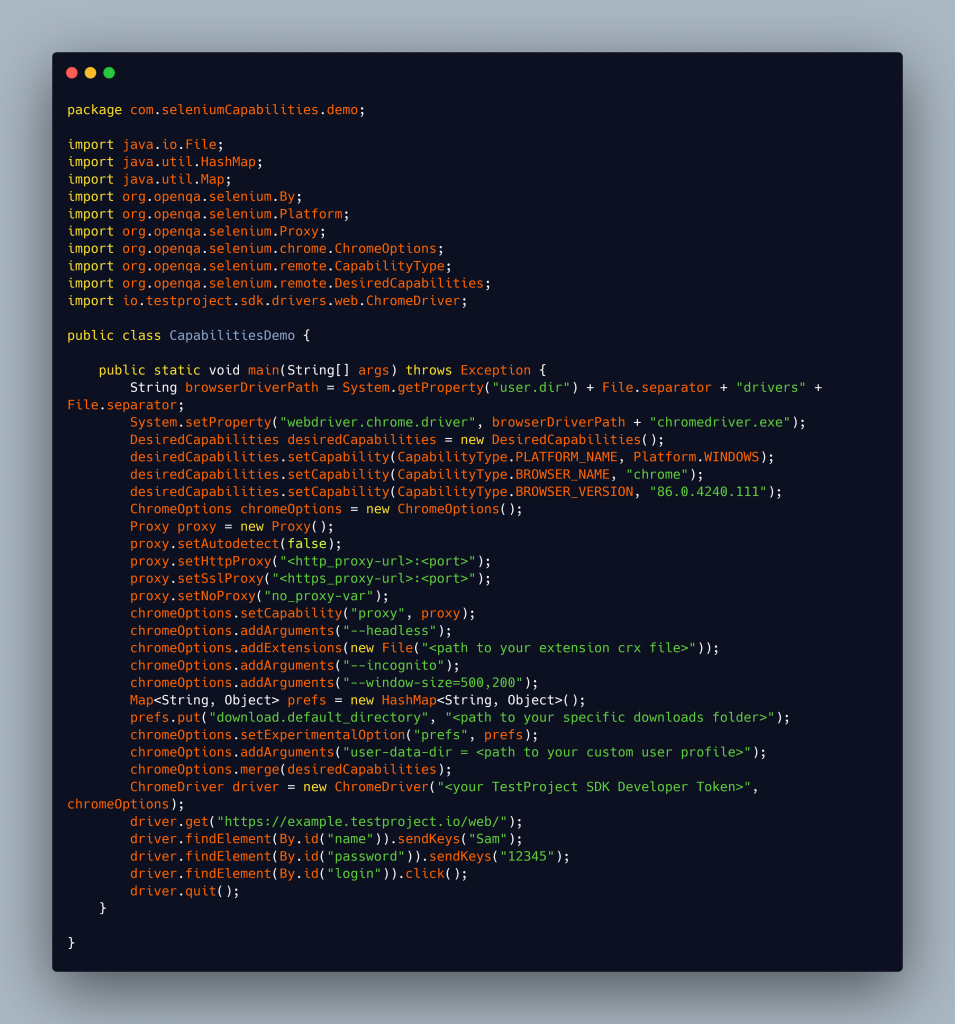 package com.seleniumCapabilities.demo;

import java.io.File;
import java.util.HashMap;
import java.util.Map;
import org.openqa.selenium.By;
import org.openqa.selenium.Platform;
import org.openqa.selenium.Proxy;
import org.openqa.selenium.chrome.ChromeOptions;
import org.openqa.selenium.remote.CapabilityType;
import org.openqa.selenium.remote.DesiredCapabilities;
import io.testproject.sdk.drivers.web.ChromeDriver;

public class CapabilitiesDemo {

    public static void main(String[] args) throws Exception {
        String browserDriverPath = System.getProperty("user.dir") + File.separator + "drivers" +
File.separator;
        System.setProperty("webdriver.chrome.driver", browserDriverPath + "chromedriver.exe");
        DesiredCapabilities desiredCapabilities = new DesiredCapabilities();
        desiredCapabilities.setCapability(CapabilityType.PLATFORM_NAME, Platform.WINDOWS);
        desiredCapabilities.setCapability(CapabilityType.BROWSER_NAME, "chrome");
        desiredCapabilities.setCapability(CapabilityType.BROWSER_VERSION, "86.0.4240.111");
        ChromeOptions chromeOptions = new ChromeOptions();
        Proxy proxy = new Proxy();
        proxy.setAutodetect(false);
        proxy.setHttpProxy("<http_proxy-url>:<port>");
        proxy.setSslProxy("<https_proxy-url>:<port>");
        proxy.setNoProxy("no_proxy-var");
        chromeOptions.setCapability("proxy", proxy);
        chromeOptions.addArguments("--headless");
        chromeOptions.addExtensions(new File("<path to your extension crx file>"));
        chromeOptions.addArguments("--incognito");
        chromeOptions.addArguments("--window-size=500,200");
        Map<String, Object> prefs = new HashMap<String, Object>();
        prefs.put("download.default_directory", "<path to your specific downloads folder>");
        chromeOptions.setExperimentalOption("prefs", prefs);
        chromeOptions.addArguments("user-data-dir = <path to your custom user profile>");
        chromeOptions.merge(desiredCapabilities);
        ChromeDriver driver = new ChromeDriver("<your TestProject SDK Developer Token>",
chromeOptions);
        driver.get("https://example.testproject.io/web/");
        driver.findElement(By.id("name")).sendKeys("Sam");
        driver.findElement(By.id("password")).sendKeys("12345");
        driver.findElement(By.id("login")).click();
        driver.quit();
    }

}